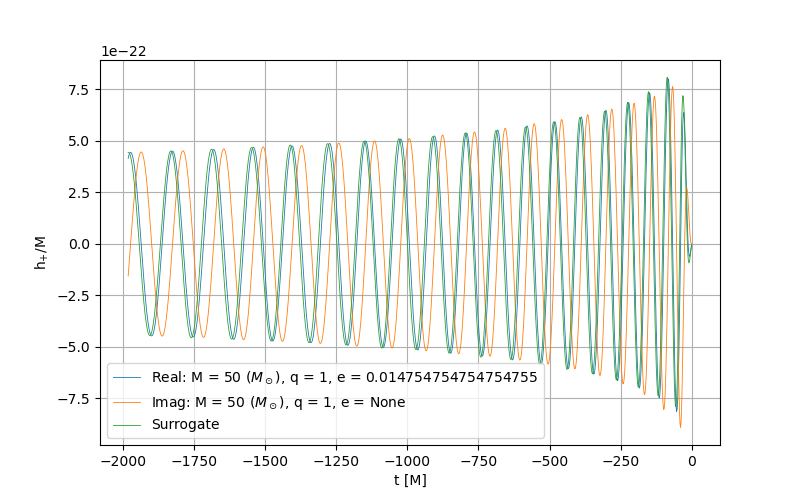 1e−22
7.5
5.0
2.5
0.0
−2.5
−5.0
−7.5
h+/M
Real: M = 50 (M⊙), q = 1, e = 0.014754754754754755
Imag: M = 50 (M⊙), q = 1, e = None
Surrogate
−2000 −1750 −1500 −1250 −1000 −750 −500 −250 0
t [M]